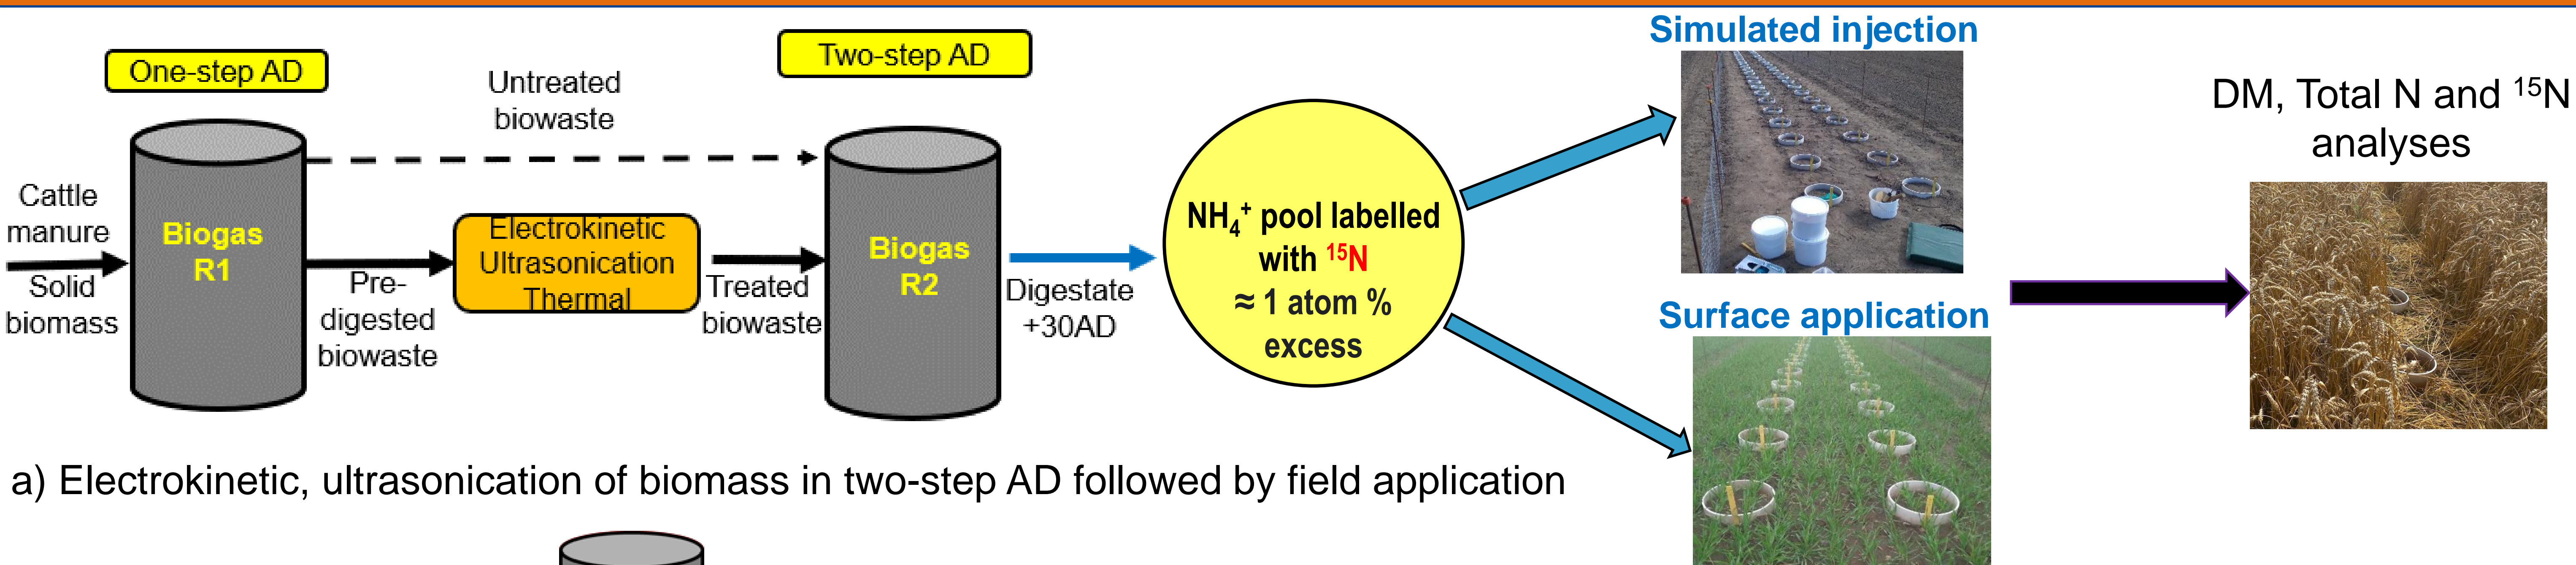 One-step AD
Untreated
biowaste
Two-step AD
Cattle
manure
Solid
biomass
Biogas
R1
Pre-
digested
biowaste
Electrokinetic
Ultrasonication
Thermal
Treated
biowaste
Biogas
R2
Digestate
+30AD
NH₄⁺ pool labelled
with ¹⁵N
≈ 1 atom %
excess
Simulated injection
Surface application
DM, Total N and ¹⁵N
analyses
a) Electrokinetic, ultrasonication of biomass in two-step AD followed by field application